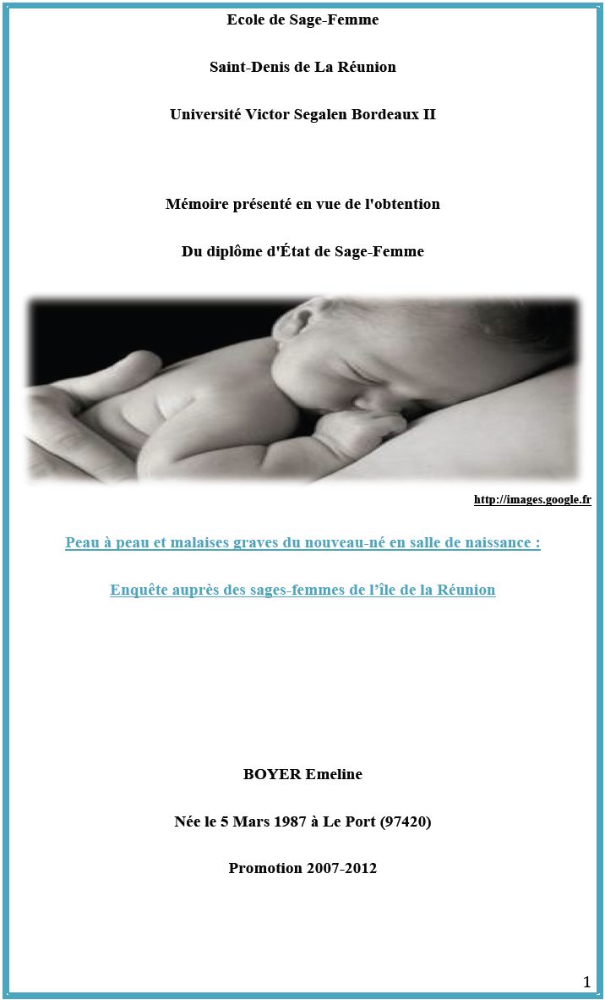 Ecole de Sage-Femme
Saint-Denis de La Réunion
Université Victor Segalen Bordeaux II
Mémoire présenté en vue de l'obtention
Du diplôme d'État de Sage-Femme
http://images.google.fr
Peau à peau et malaises graves du nouveau-né en salle de naissance :
Enquête auprès des sages-femmes de l’île de la Réunion
BOYER Emeline
Née le 5 Mars 1987 à Le Port (97420)
Promotion 2007-2012
1